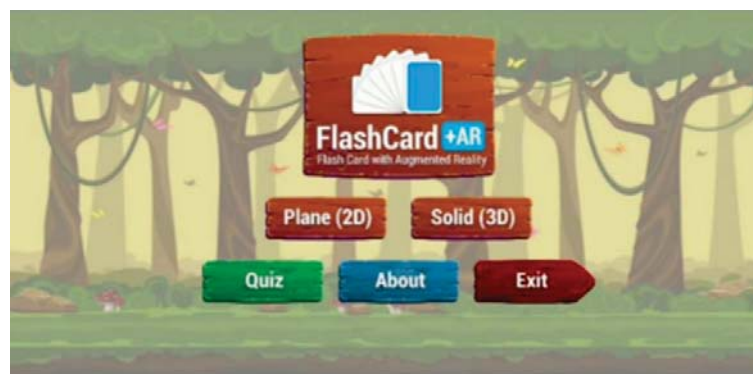 FlashCard +AR
Flash Card with Augmented Reality
Plane (2D) Solid (3D)
Quiz About Exit